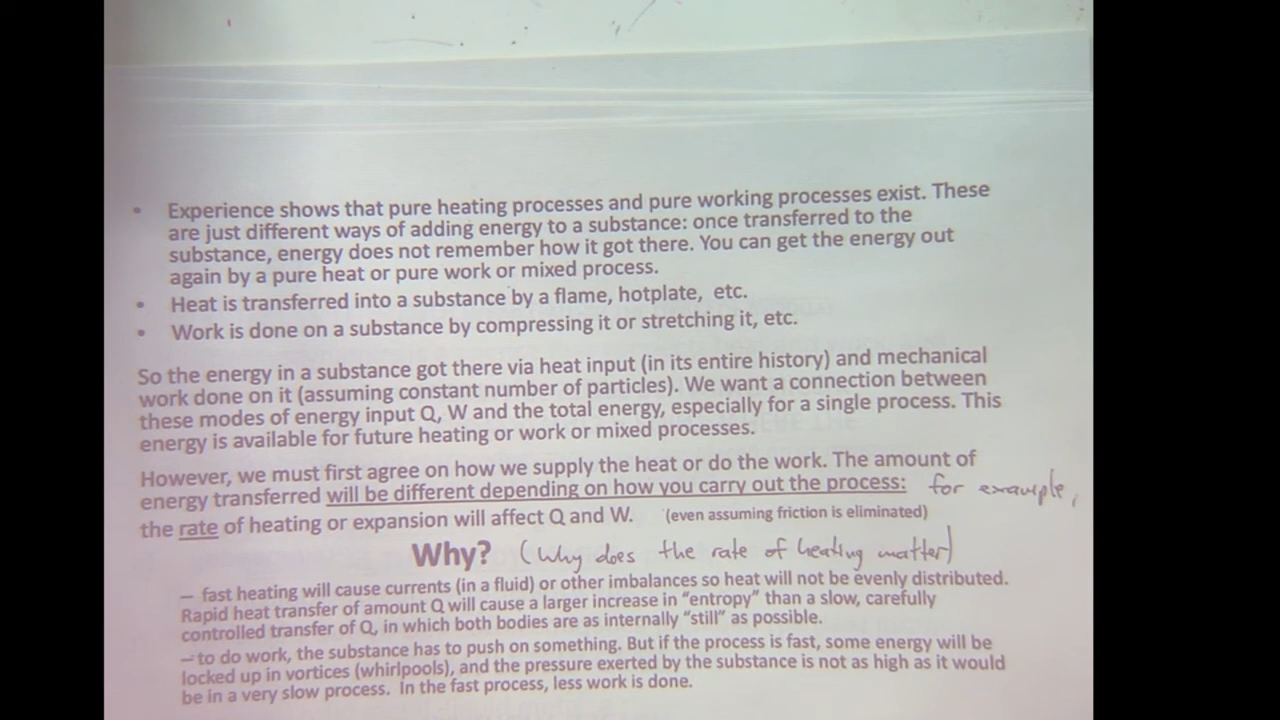 • Experience shows that pure heating processes and pure working processes exist. These
are just different ways of adding energy to a substance: once transferred to the
substance, energy does not remember how it got there. You can get the energy out
again by a pure heat or pure work or mixed process.
• Heat is transferred into a substance by a flame, hotplate, etc.
• Work is done on a substance by compressing it or stretching it, etc.
So the energy in a substance got there via heat input (in its entire history) and mechanical
work done on it (assuming constant number of particles). We want a connection between
these modes of energy input Q, W and the total energy, especially for a single process. This
energy is available for future heating or work or mixed processes.
However, we must first agree on how we supply the heat or do the work. The amount of
energy transferred will be different depending on how you carry out the process: for example,
the rate of heating or expansion will affect Q and W. (even assuming friction is eliminated)
Why? (Why does the rate of heating matter)
– fast heating will cause currents (in a fluid) or other imbalances so heat will not be evenly distributed.
Rapid heat transfer of amount Q will cause a larger increase in "entropy" than a slow, carefully
controlled transfer of Q, in which both bodies are as internally "still" as possible.
– to do work, the substance has to push on something. But if the process is fast, some energy will be
locked up in vortices (whirlpools), and the pressure exerted by the substance is not as high as it would
be in a very slow process. In the fast process, less work is done.